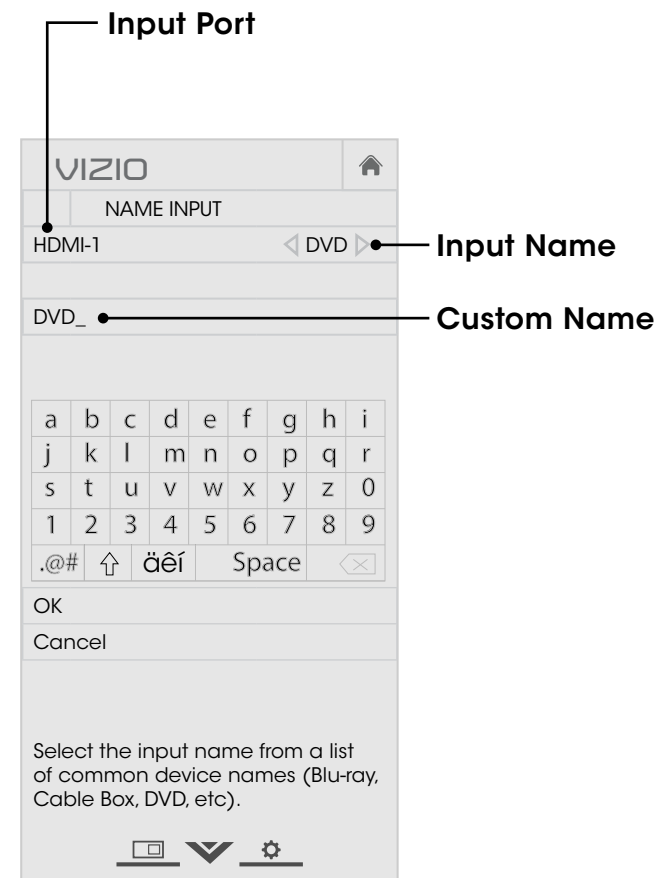 Input Port
VIZIO
NAME INPUT
HDMI-1 DVD Input Name
DVD_ Custom Name
a b c d e f g h i
j k l m n o p q r
s t u v w x y z 0
1 2 3 4 5 6 7 8 9
.@# äêí Space
OK
Cancel
Select the input name from a list
of common device names (Blu-ray,
Cable Box, DVD, etc).